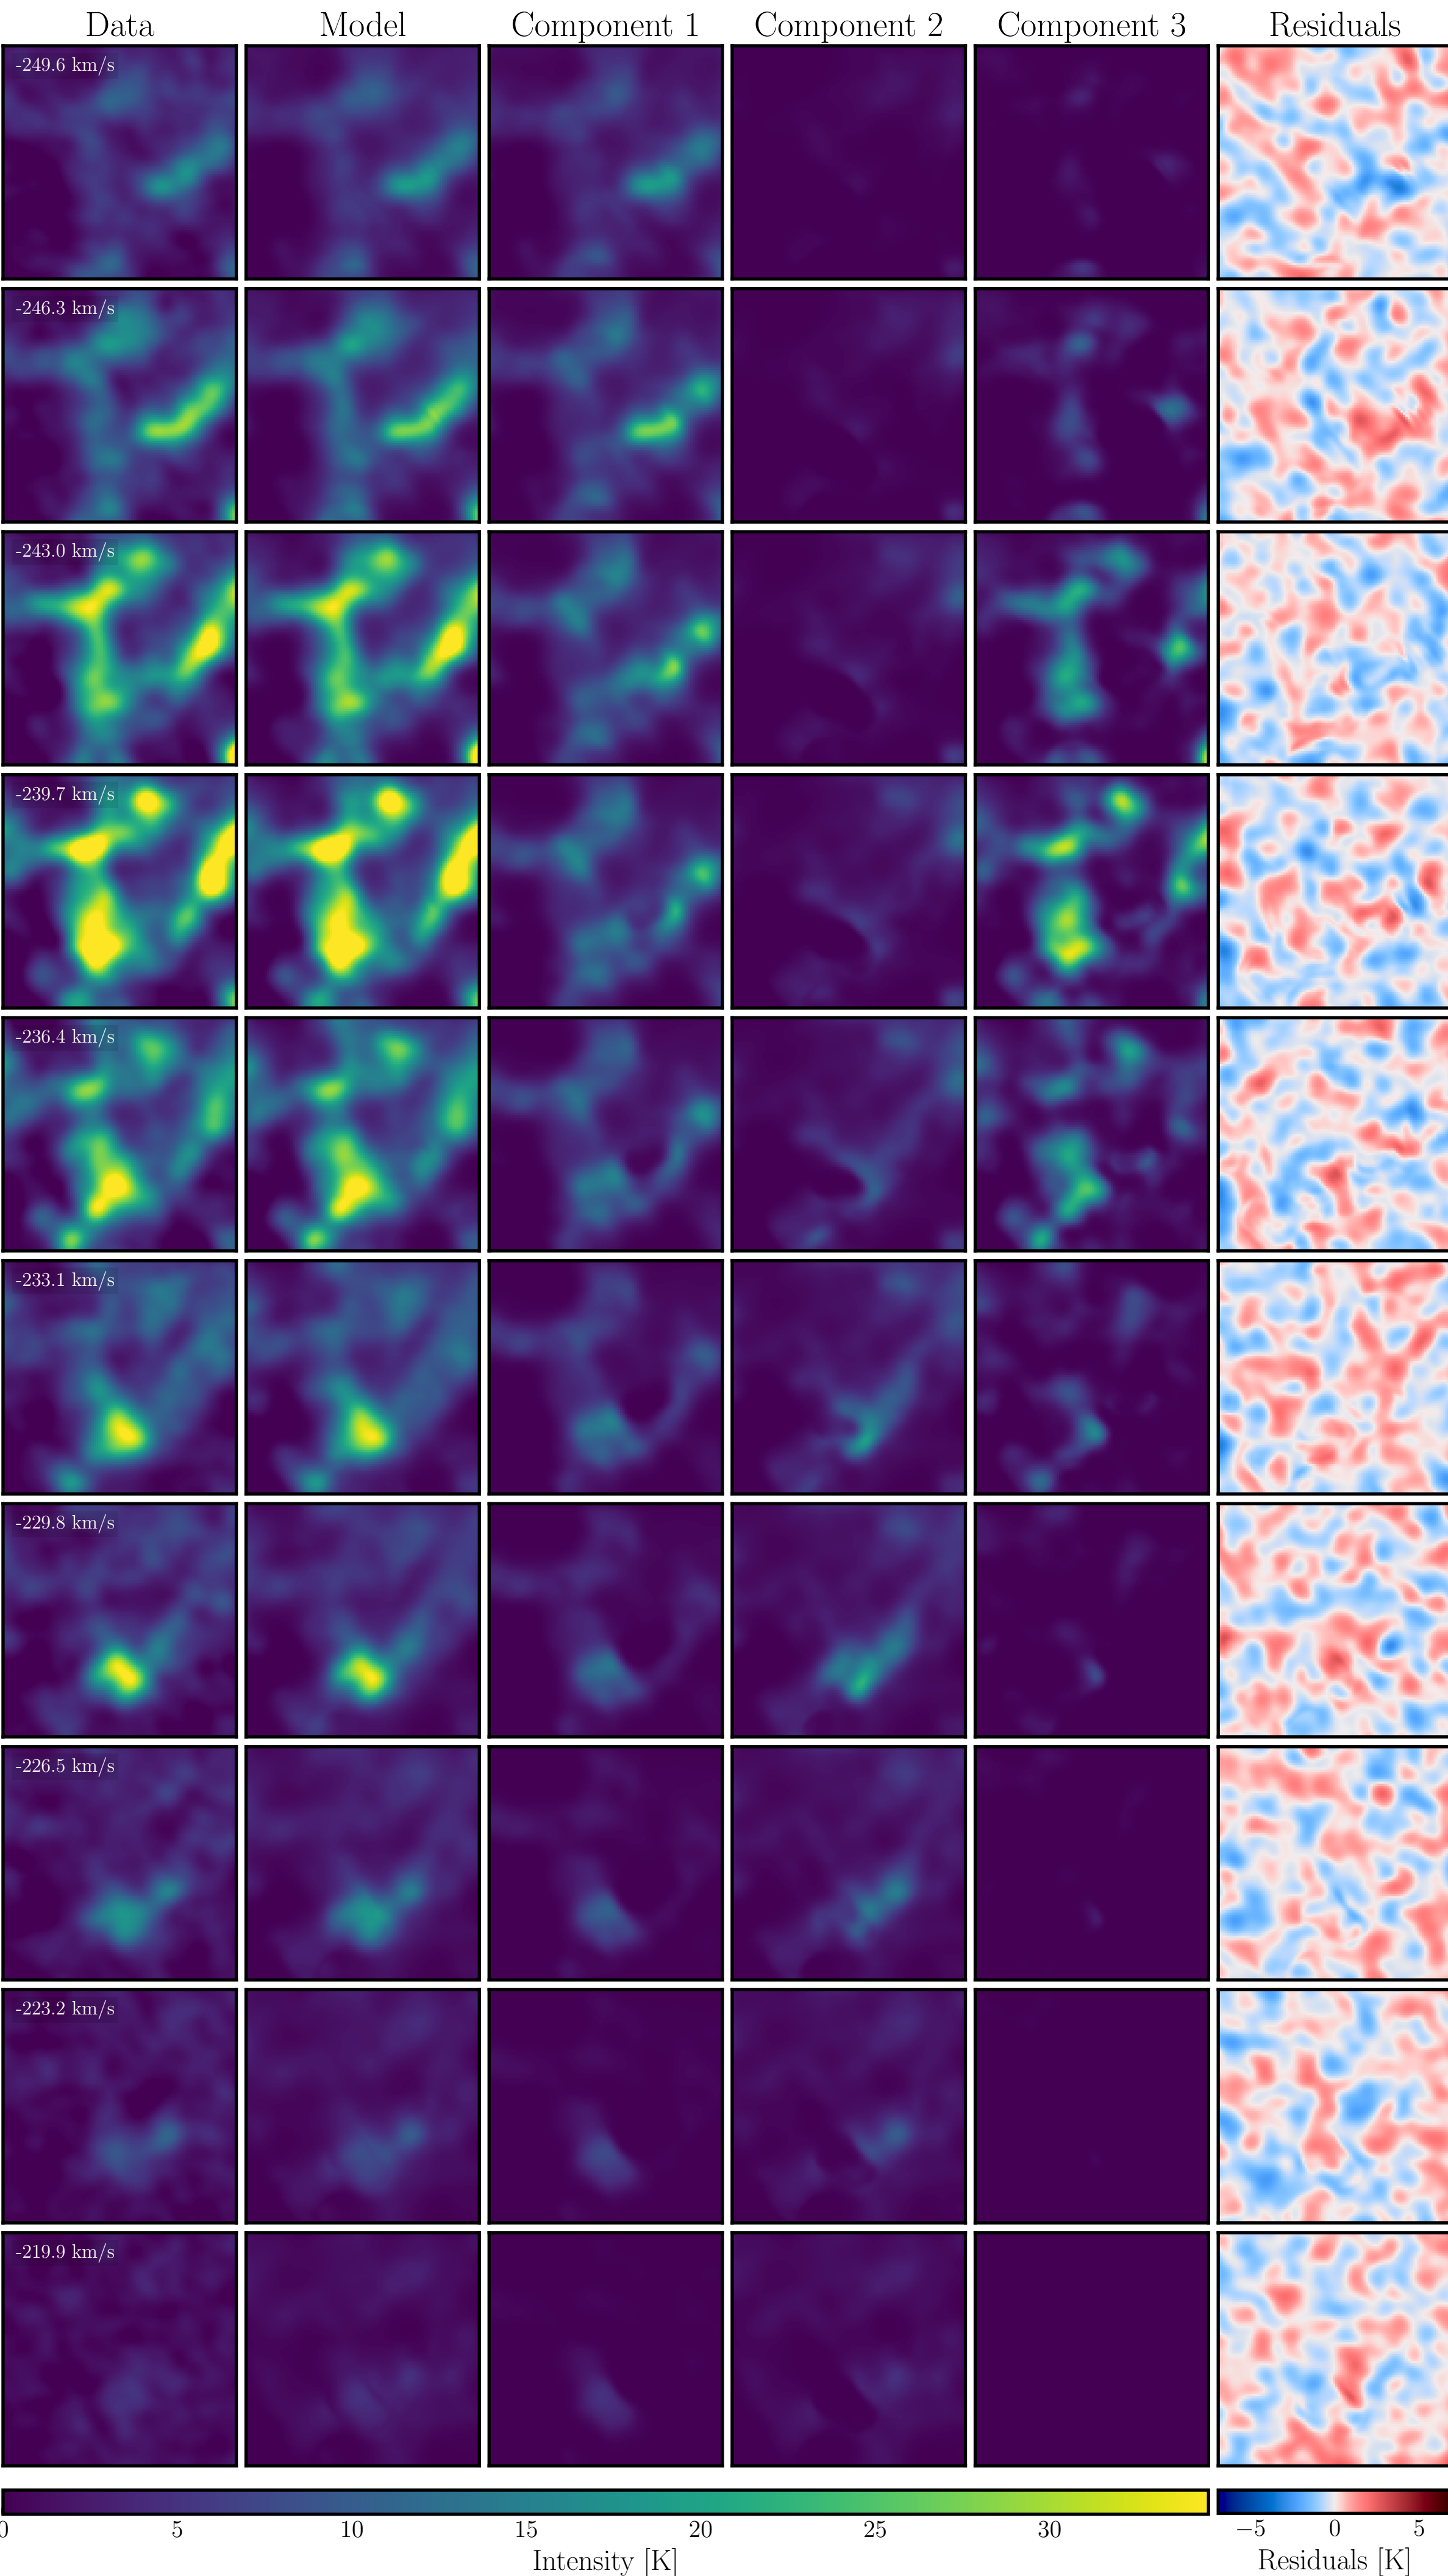 Data Model Component 1 Component 2 Component 3 Residuals
-249.6 km/s
-246.3 km/s
-243.0 km/s
-239.7 km/s
-236.4 km/s
-233.1 km/s
-229.8 km/s
-226.5 km/s
-223.2 km/s
-219.9 km/s
0 5 10 15 20 25 30 −5 0 5
Intensity [K] Residuals [K]